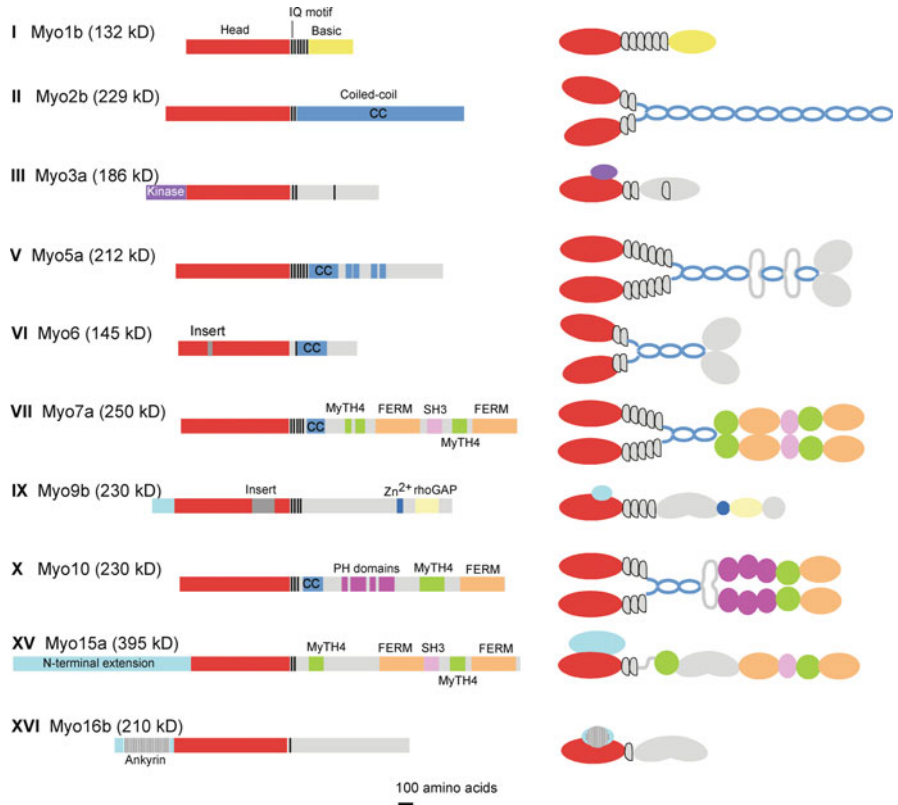 IQ motif
I Myo1b (132 kD)
Head
Basic
II Myo2b (229 kD)
Coiled-coil
CC
III Myo3a (186 kD)
Kinase
V Myo5a (212 kD)
CC
VI Myo6 (145 kD)
Insert
CC
VII Myo7a (250 kD)
MyTH4 FERM SH3 FERM
CC
MyTH4
IX Myo9b (230 kD)
Insert
Zn2+ rhoGAP
X Myo10 (230 kD)
PH domains MyTH4 FERM
CC
XV Myo15a (395 kD)
MyTH4 FERM SH3 FERM
N-terminal extension
MyTH4
XVI Myo16b (210 kD)
Ankyrin
100 amino acids